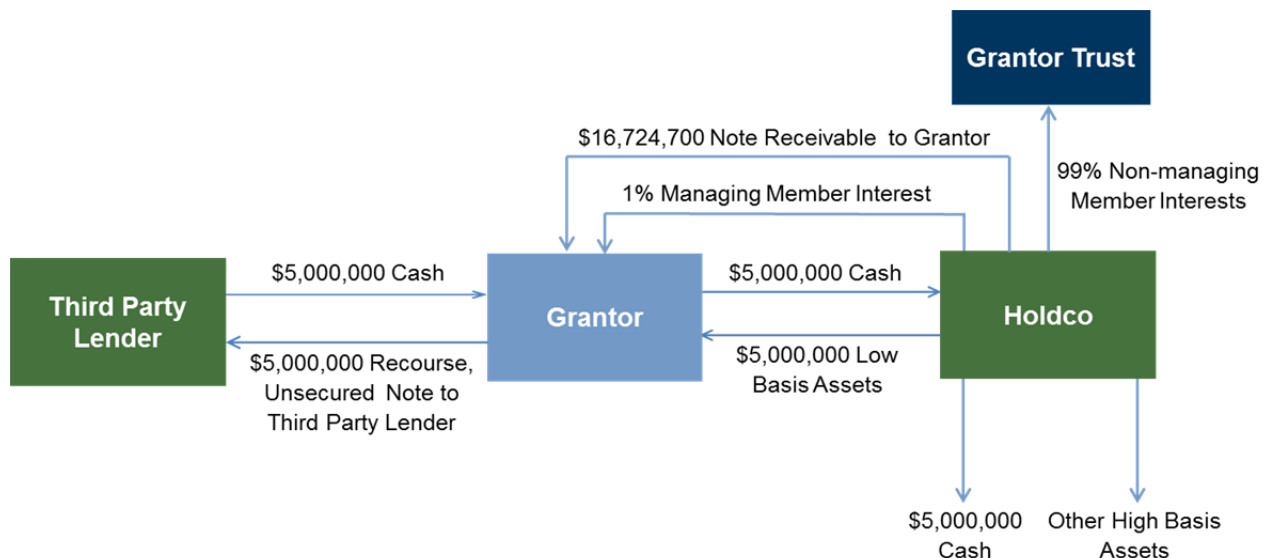 Grantor Trust
$16,724,700 Note Receivable to Grantor
1% Managing Member Interest
99% Non-managing
Member Interests
Third Party
Lender
$5,000,000 Cash
$5,000,000 Recourse,
Unsecured Note to
Third Party Lender
Grantor
$5,000,000 Cash
$5,000,000 Low
Basis Assets
Holdco
$5,000,000
Cash
Other High Basis
Assets